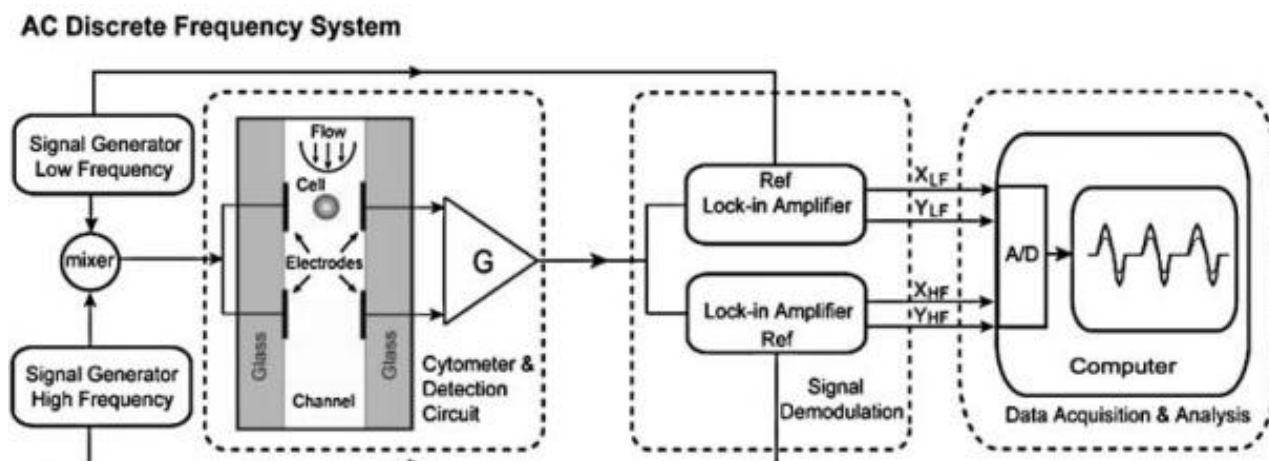 AC Discrete Frequency System
Signal Generator
Low Frequency
mixer
Signal Generator
High Frequency
Flow
Cell
Electrodes
Glass
Glass
Channel
G
Cytometer &
Detection
Circuit
Ref
Lock-in Amplifier
Lock-in Amplifier
Ref
Signal
Demodulation
XLF
YLF
XHF
YHF
A/D
Computer
Data Acquisition & Analysis